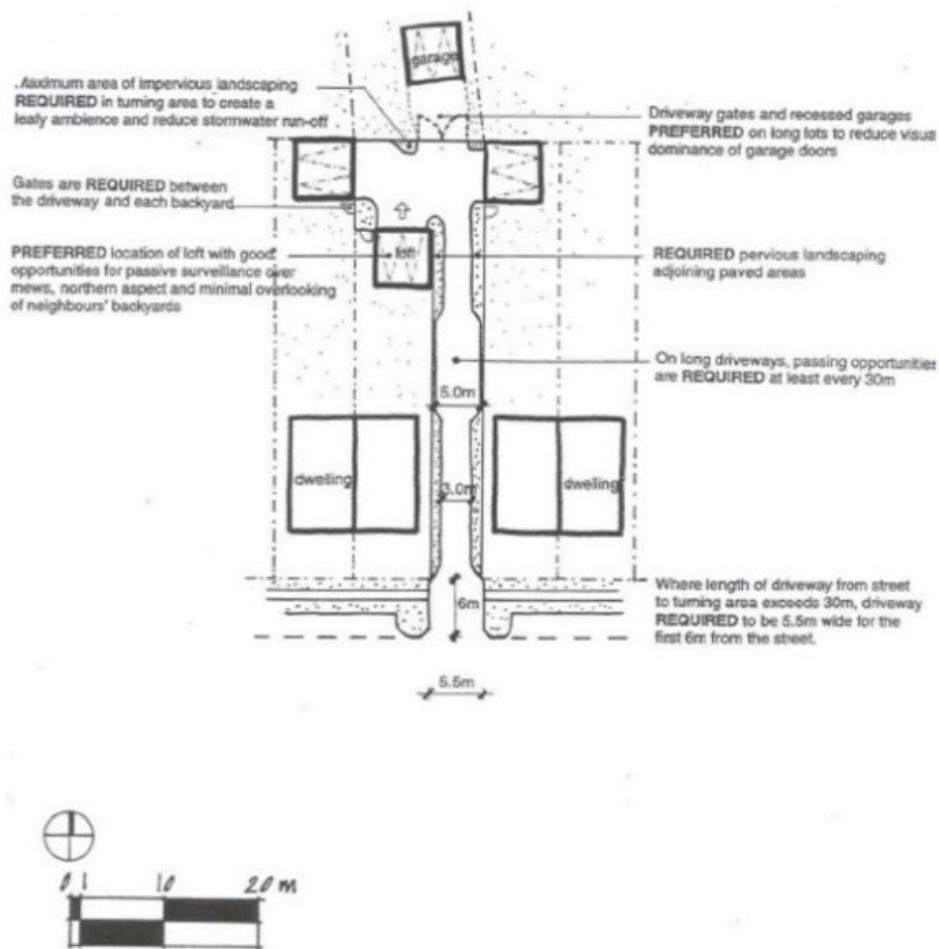 garage
.Maximum area of impervious landscaping
REQUIRED in turning area to create a
leafy ambience and reduce stormwater run-off
Driveway gates and recessed garages
PREFERRED on long lots to reduce visua
dominance of garage doors
Gates are REQUIRED between
the driveway and each backyard
PREFERRED location of loft with good
opportunities for passive surveillance over
mews, northern aspect and minimal overlooking
of neighbours' backyards
loft
REQUIRED pervious landscaping
adjoining paved areas
On long driveways, passing opportunities
are REQUIRED at least every 30m
5.0m
dwelling
3.0m
dwelling
6m
Where length of driveway from street
to turning area exceeds 30m, driveway
REQUIRED to be 5.5m wide for the
first 6m from the street.
5.5m
0 1 10 20 m